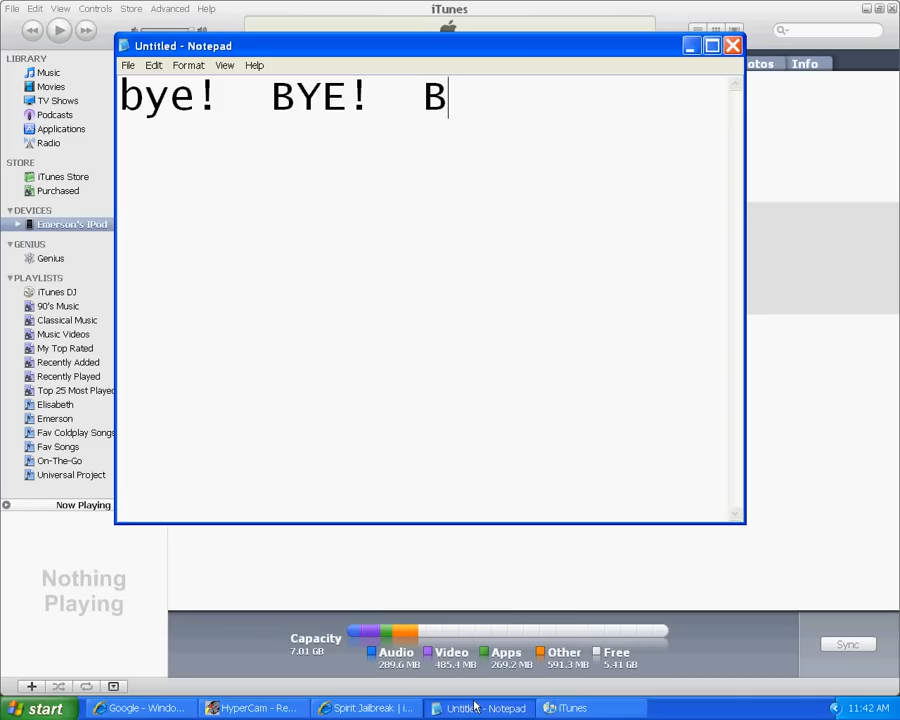 File Edit View Controls Store Advanced Help
iTunes
Untitled - Notepad
File Edit Format View Help
bye! BYE! B
otos Info
LIBRARY
Music
Movies
TV Shows
Podcasts
Applications
Radio
STORE
iTunes Store
Purchased
DEVICES
Emerson's iPod
GENIUS
Genius
PLAYLISTS
iTunes DJ
90's Music
Classical Music
Music Videos
My Top Rated
Recently Added
Recently Played
Top 25 Most Played
Elisabeth
Emerson
Fav Coldplay Songs
Fav Songs
On-The-Go
Universal Project
Now Playing
Nothing
Playing
Capacity
7.01 GB
Audio
289.6 MB
Video
485.4 MB
Apps
269.2 MB
Other
591.3 MB
Free
5.41 GB
Sync
start
Google - Windo...
HyperCam - Re...
Spirit Jailbreak | i...
Untitled - Notepad
iTunes
11:42 AM